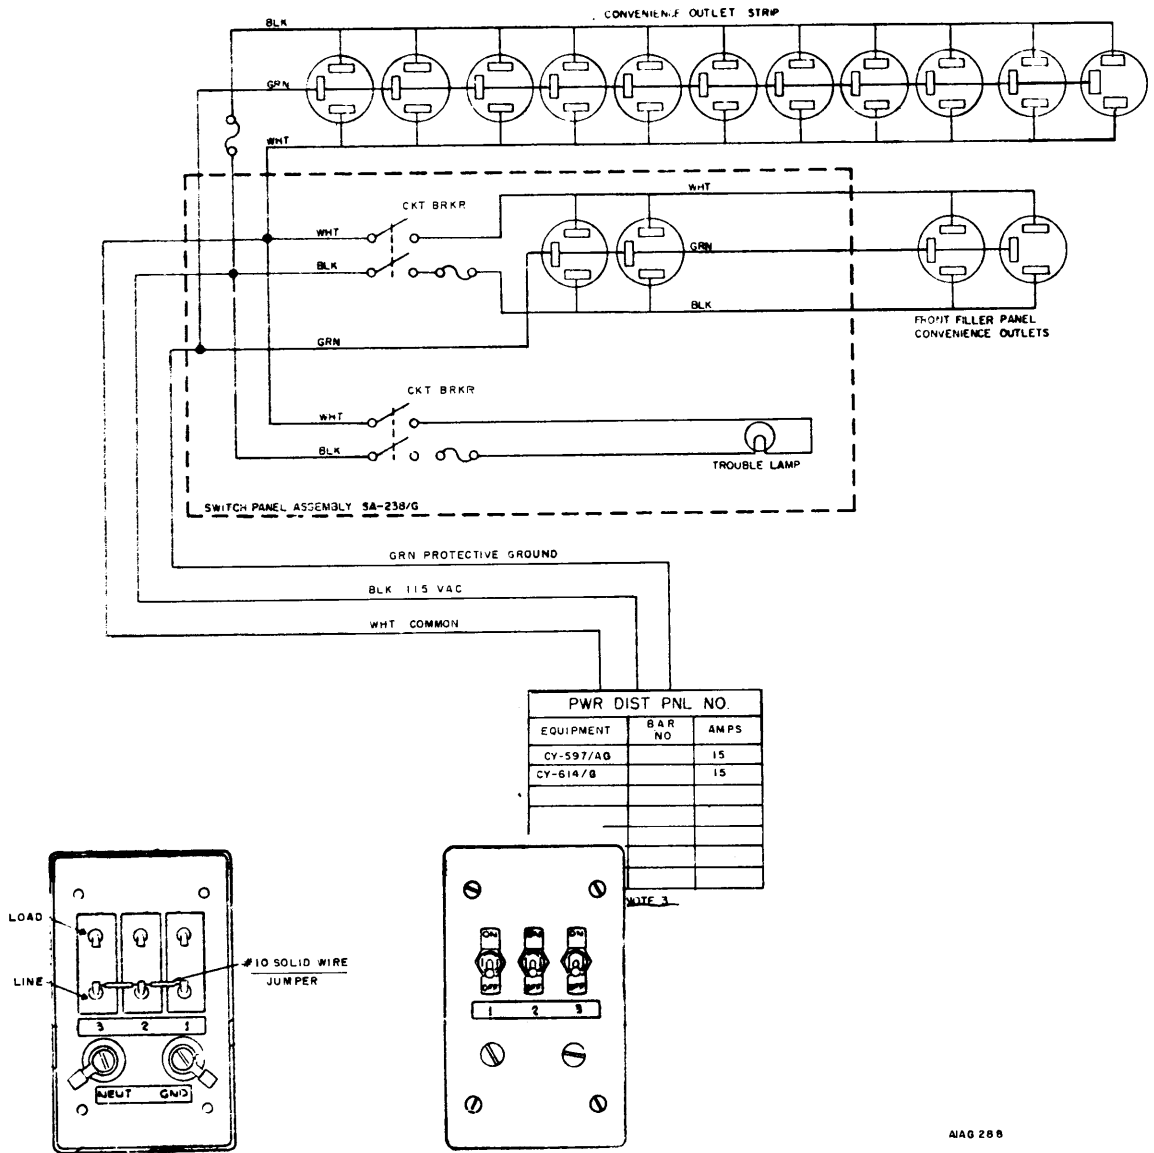 CONVENIENCE OUTLET STRIP
BLK
GRN
WHT
WHT
CKT BRKR
WHT
GRN
BLK
BLK
FRONT FILLER PANEL
CONVENIENCE OUTLETS
GRN
CKT BRKR
WHT
BLK
TROUBLE LAMP
SWITCH PANEL ASSEMBLY SA-238/G
GRN PROTECTIVE GROUND
BLK 115 VAC
WHT COMMON
PWR DIST PNL NO.
EQUIPMENT BAR NO AMPS
CY-597/AG 15
CY-614/G 15
NOTE 3
LOAD
LINE
#10 SOLID WIRE
JUMPER
3 2 1
NEUT GND
ON ON ON
OFF OFF OFF
1 2 3
AIAG 288